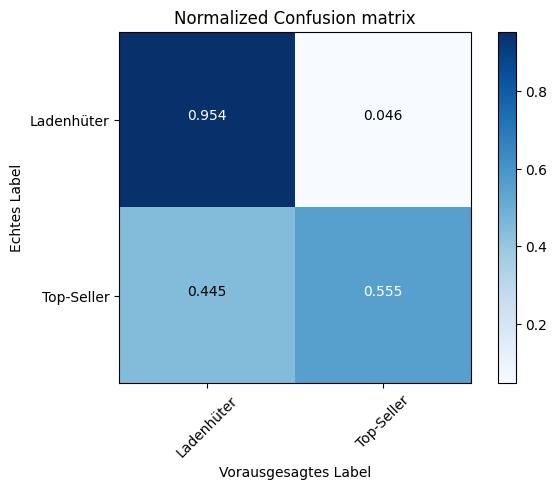 Normalized Confusion matrix
Echtes Label
Ladenhüter
0.954
0.046
Top-Seller
0.445
0.555
Ladenhüter
Top-Seller
Vorausgesagtes Label
0.8
0.6
0.4
0.2